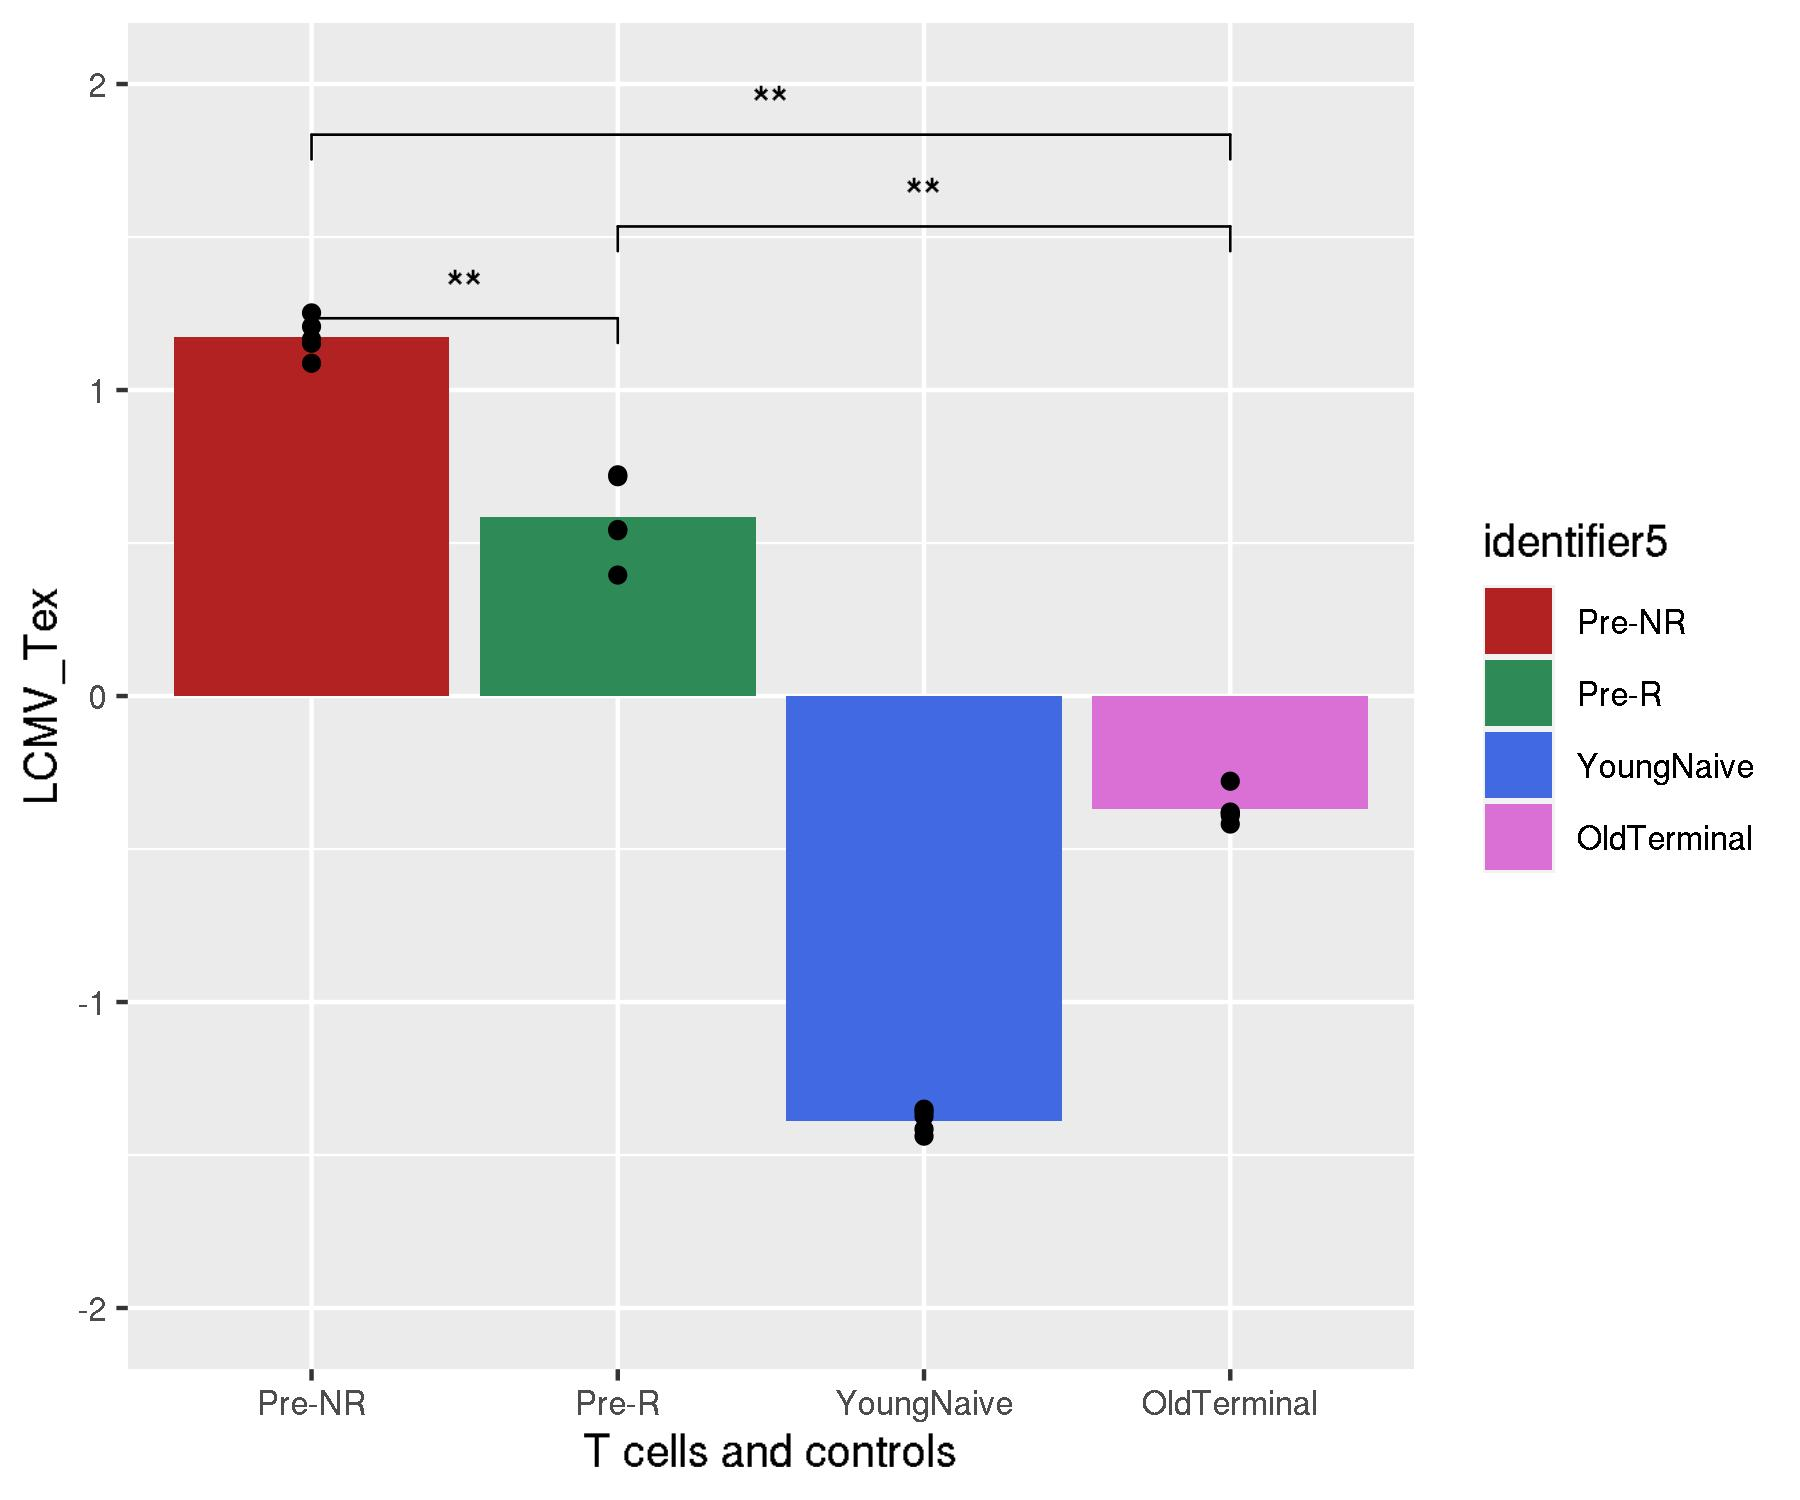 **
**
**
2
1
0
-1
-2
LCMV_Tex
Pre-NR
Pre-R
YoungNaive
OldTerminal
T cells and controls
identifier5
Pre-NR
Pre-R
YoungNaive
OldTerminal